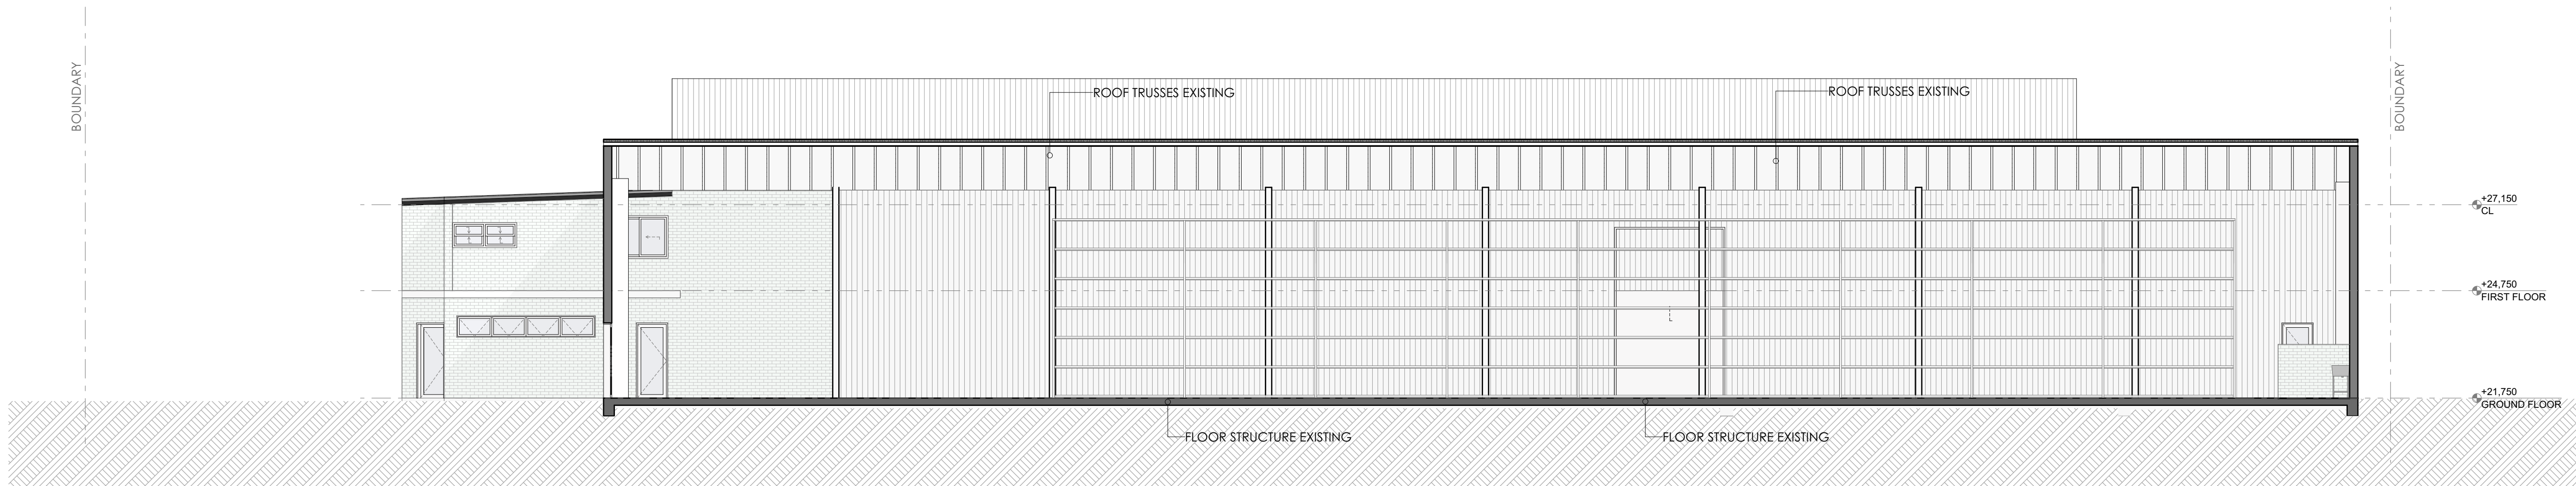 BOUNDARY
BOUNDARY
ROOF TRUSSES EXISTING
ROOF TRUSSES EXISTING
+27,150
CL
+24,750
FIRST FLOOR
+21,750
GROUND FLOOR
FLOOR STRUCTURE EXISTING
FLOOR STRUCTURE EXISTING